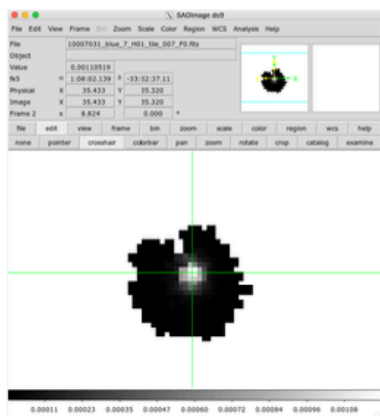 SAOImage ds9
File Edit View Frame Bin Zoom Scale Color Region WCS Analysis Help
File 10007031_blue_7_H01_tile_007_F0.fits
Object
Value 0.00110519
fk5 α 1:08:02.139 δ -33:32:37.11
Physical X 35.433 Y 35.320
Image X 35.433 Y 35.320
Frame 2 x 8.824 0.000 °
file edit view frame bin zoom scale color region wcs help
none pointer crosshair colorbar pan zoom rotate crop catalog examine
0.00011 0.00023 0.00035 0.00047 0.00060 0.00072 0.00084 0.00096 0.00108